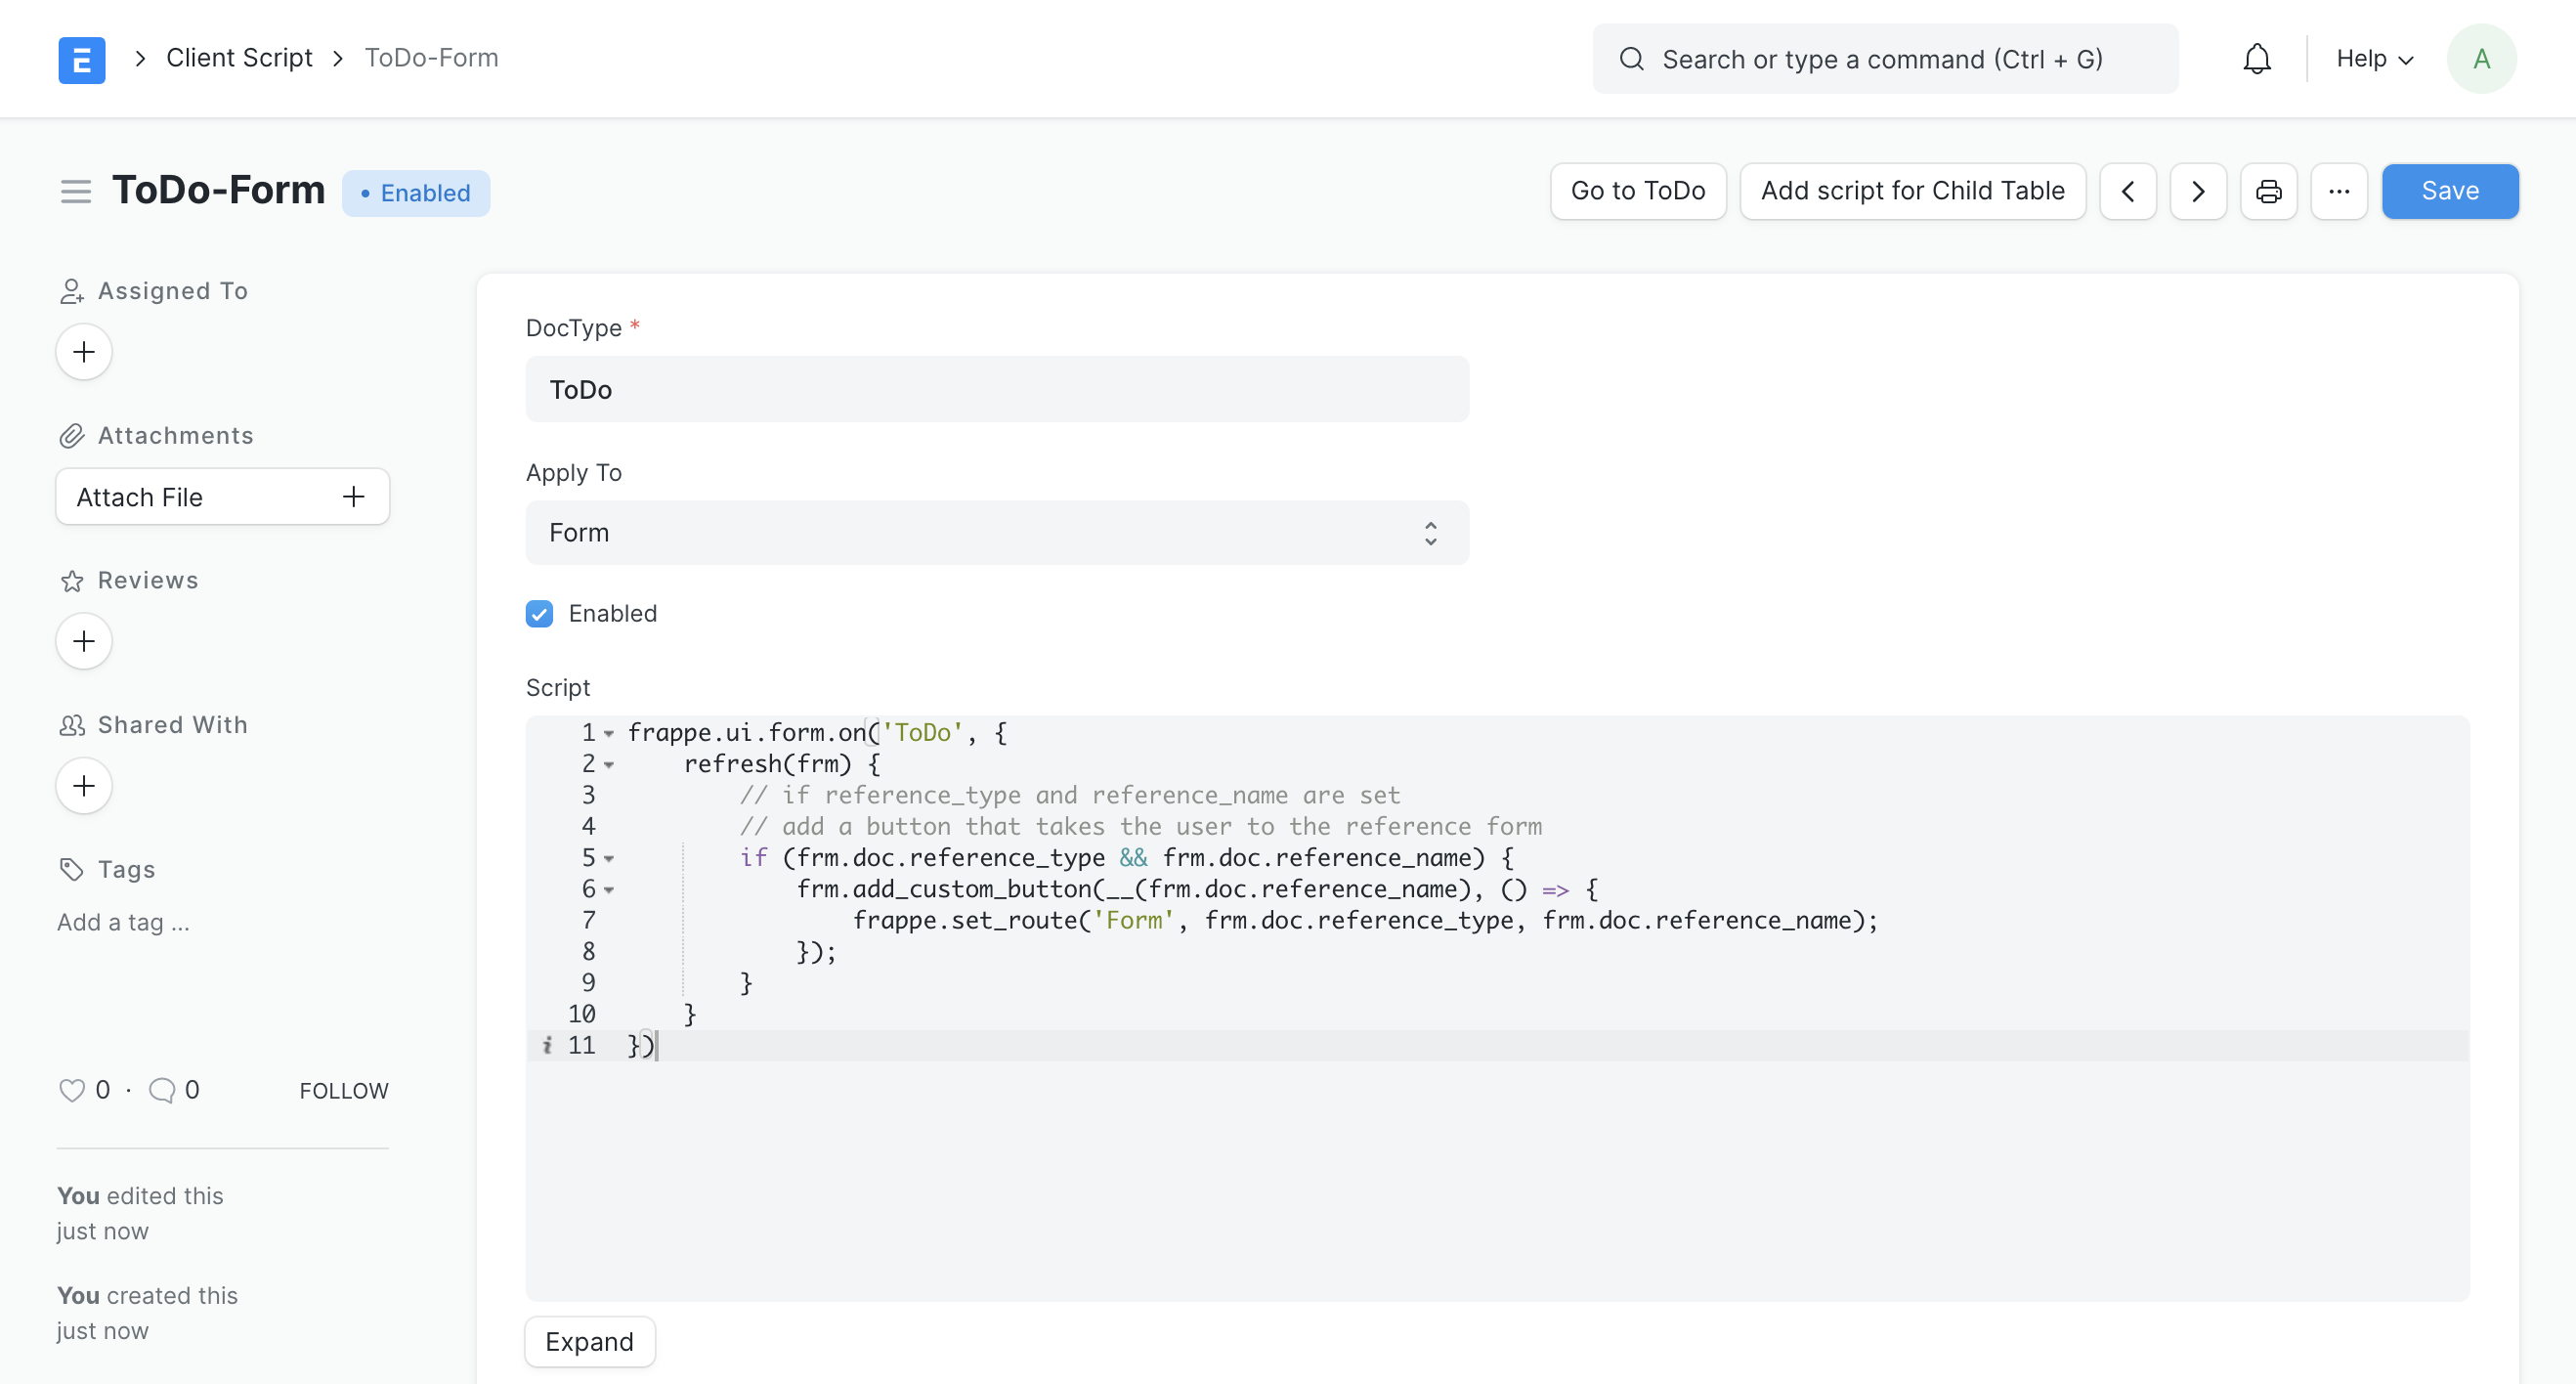 E
Client Script
ToDo-Form
Search or type a command (Ctrl + G)
Help
A
ToDo-Form
• Enabled
Go to ToDo
Add script for Child Table
Save
Assigned To
Attachments
Attach File
Reviews
Shared With
Tags
Add a tag ...
0 · 0 FOLLOW
You edited this
just now
You created this
just now
DocType *
ToDo
Apply To
Form
Enabled
Script
1 frappe.ui.form.on('ToDo', {
2     refresh(frm) {
3         // if reference_type and reference_name are set
4         // add a button that takes the user to the reference form
5         if (frm.doc.reference_type && frm.doc.reference_name) {
6             frm.add_custom_button(__(frm.doc.reference_name), () => {
7                 frappe.set_route('Form', frm.doc.reference_type, frm.doc.reference_name);
8             });
9         }
10     }
i 11 })
Expand